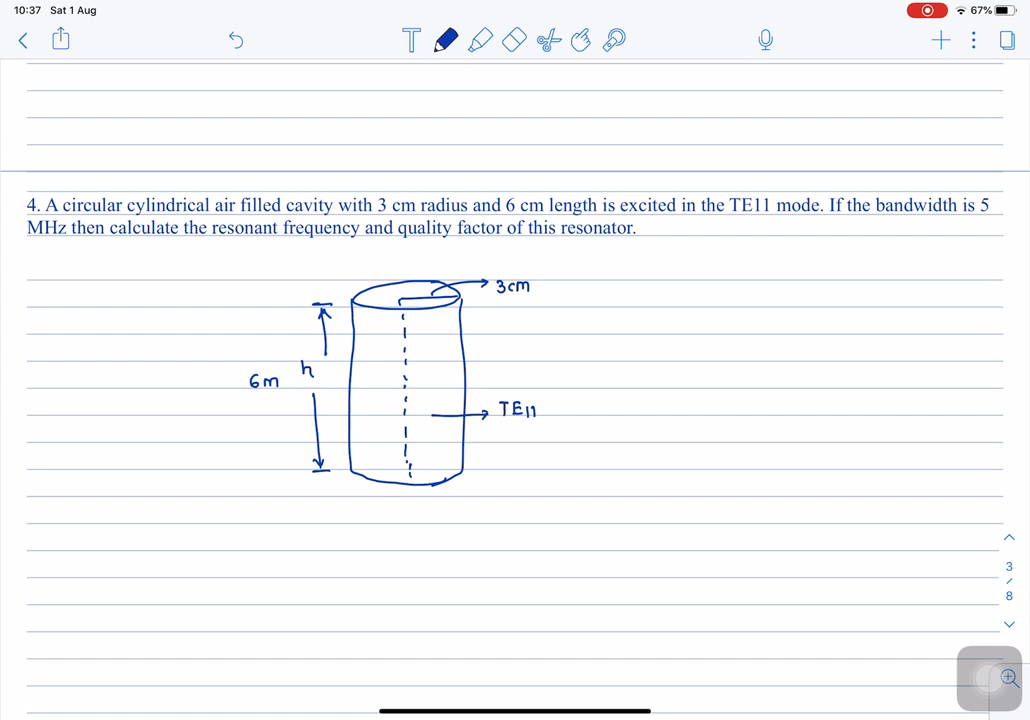 10:37 Sat 1 Aug
67%
T
4. A circular cylindrical air filled cavity with 3 cm radius and 6 cm length is excited in the TE11 mode. If the bandwidth is 5
MHz then calculate the resonant frequency and quality factor of this resonator.
3cm
h
6m
TE11
3
/
8